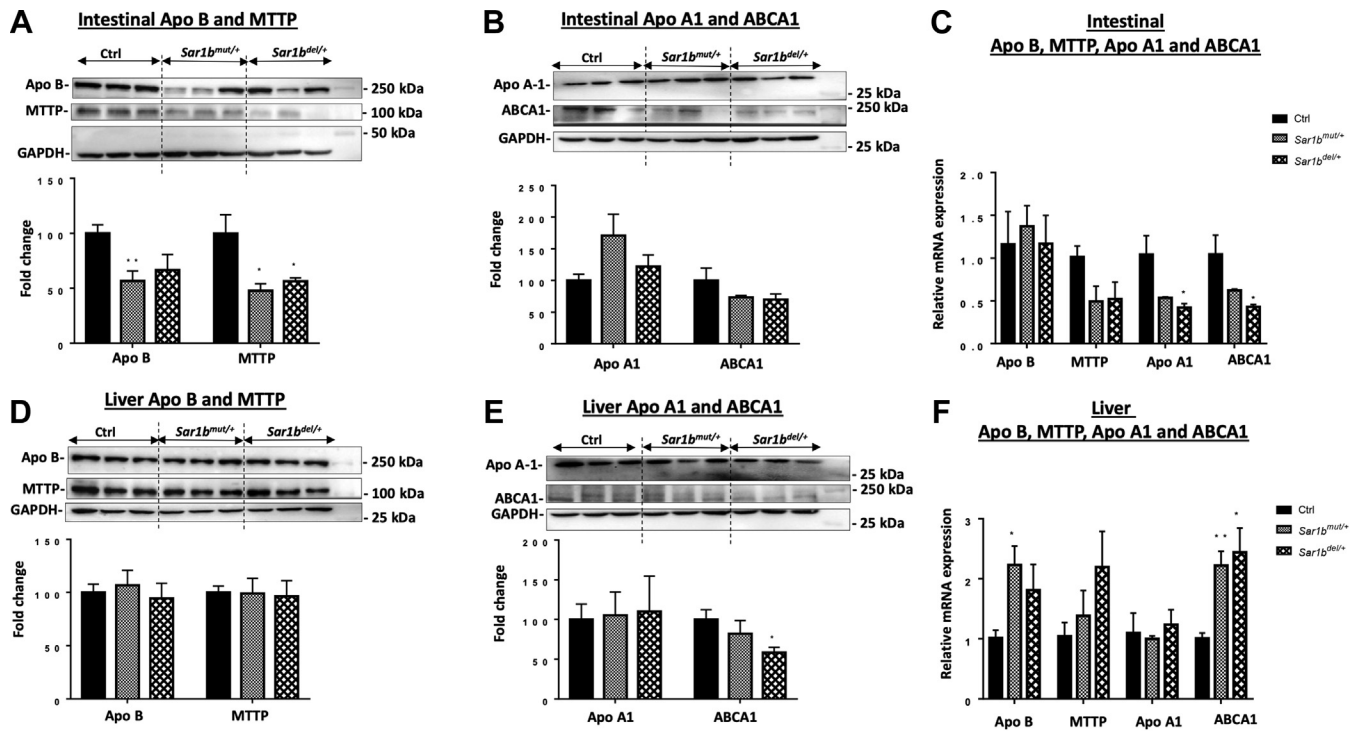 A
Intestinal Apo B and MTTP
Ctrl Sar1b^mut/+ Sar1b^del/+
Apo B- - 250 kDa
MTTP- - 100 kDa
- 50 kDa
GAPDH-
150
100
50
0
Fold change
** * *
Apo B MTTP
B
Intestinal Apo A1 and ABCA1
Ctrl Sar1b^mut/+ Sar1b^del/+
Apo A-1-
- 25 kDa
ABCA1- - 250 kDa
GAPDH-
- 25 kDa
250
200
150
100
50
0
Fold change
Apo A1 ABCA1
C
Intestinal
Apo B, MTTP, Apo A1 and ABCA1
Ctrl
Sar1b^mut/+
Sar1b^del/+
2.0
1.5
1.0
0.5
0.0
Relative mRNA expression
* *
Apo B MTTP Apo A1 ABCA1
D
Liver Apo B and MTTP
Ctrl Sar1b^mut/+ Sar1b^del/+
Apo B- - 250 kDa
MTTP- - 100 kDa
GAPDH- - 25 kDa
150
100
50
0
Fold change
Apo B MTTP
E
Liver Apo A1 and ABCA1
Ctrl Sar1b^mut/+ Sar1b^del/+
Apo A-1-
- 25 kDa
ABCA1- - 250 kDa
GAPDH-
- 25 kDa
200
150
100
50
0
Fold change
*
Apo A1 ABCA1
F
Liver
Apo B, MTTP, Apo A1 and ABCA1
Ctrl
Sar1b^mut/+
Sar1b^del/+
3
2
1
0
Relative mRNA expression
* ** *
Apo B MTTP Apo A1 ABCA1